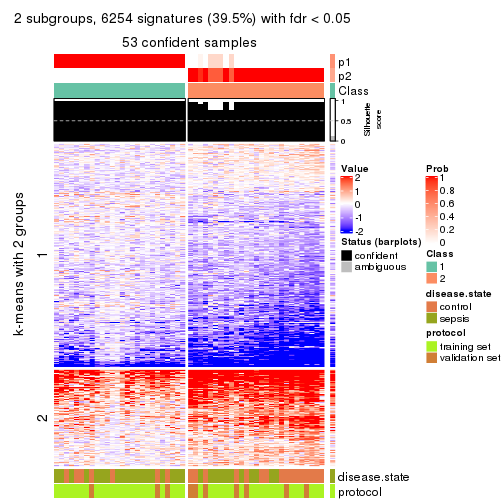 2 subgroups, 6254 signatures (39.5%) with fdr < 0.05
53 confident samples
p1
p2
Class
1
0.5
0
Silhouette
score
k-means with 2 groups
1
2
disease.state
protocol
Value
2
1
0
-1
-2
Status (barplots)
confident
ambiguous
Prob
1
0.8
0.6
0.4
0.2
0
Class
1
2
disease.state
control
sepsis
protocol
training set
validation set